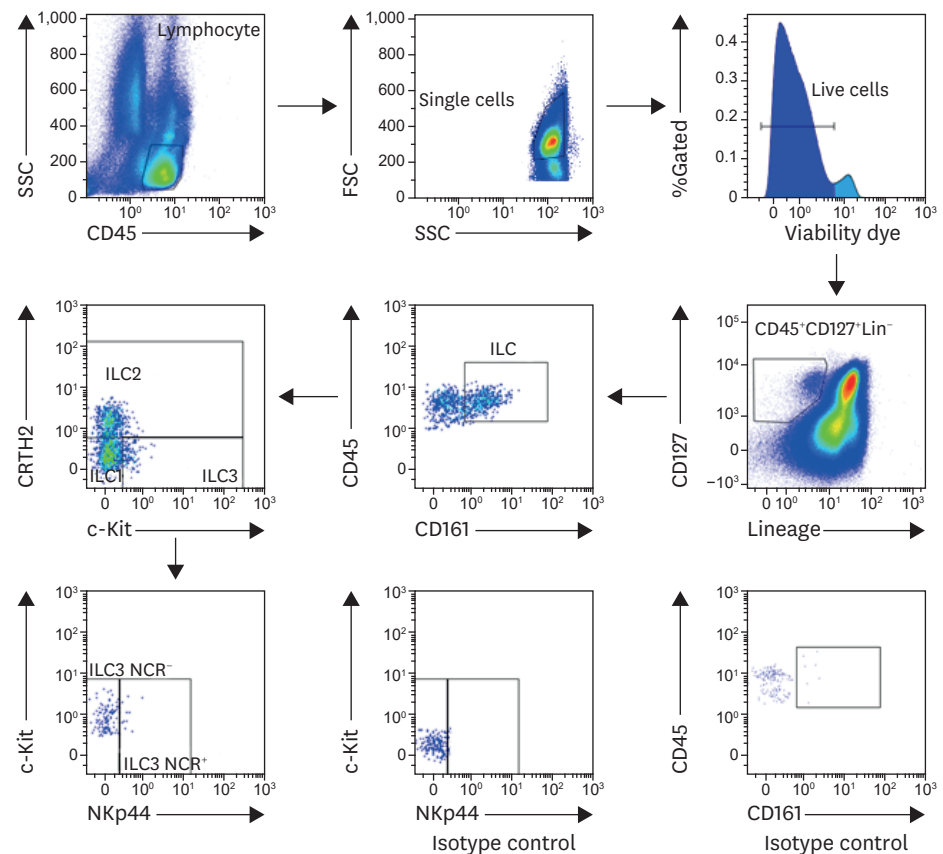 1,000
800
600
400
200
0
SSC
Lymphocyte
10⁰ 10¹ 10² 10³
CD45
1,000
800
600
400
200
0
FSC
Single cells
10⁰ 10¹ 10² 10³
SSC
0.4
0.3
0.2
0.1
0
%Gated
Live cells
0 10⁰ 10¹ 10² 10³
Viability dye
10³
10²
10¹
10⁰
0
CRTH2
ILC2
ILC1
ILC3
0 10⁰ 10¹ 10² 10³
c-Kit
10³
10²
10¹
10⁰
0
CD45
ILC
0 10⁰ 10¹ 10² 10³
CD161
10⁵
10⁴
10³
0
−10³
CD127
CD45⁺CD127⁺Lin⁻
0 10⁰ 10¹ 10² 10³
Lineage
10³
10²
10¹
10⁰
0
c-Kit
ILC3 NCR⁻
ILC3 NCR⁺
0 10⁰ 10¹ 10² 10³
NKp44
10³
10²
10¹
10⁰
0
c-Kit
0 10⁰ 10¹ 10² 10³
NKp44
Isotype control
10³
10²
10¹
10⁰
0
CD45
0 10⁰ 10¹ 10² 10³
CD161
Isotype control